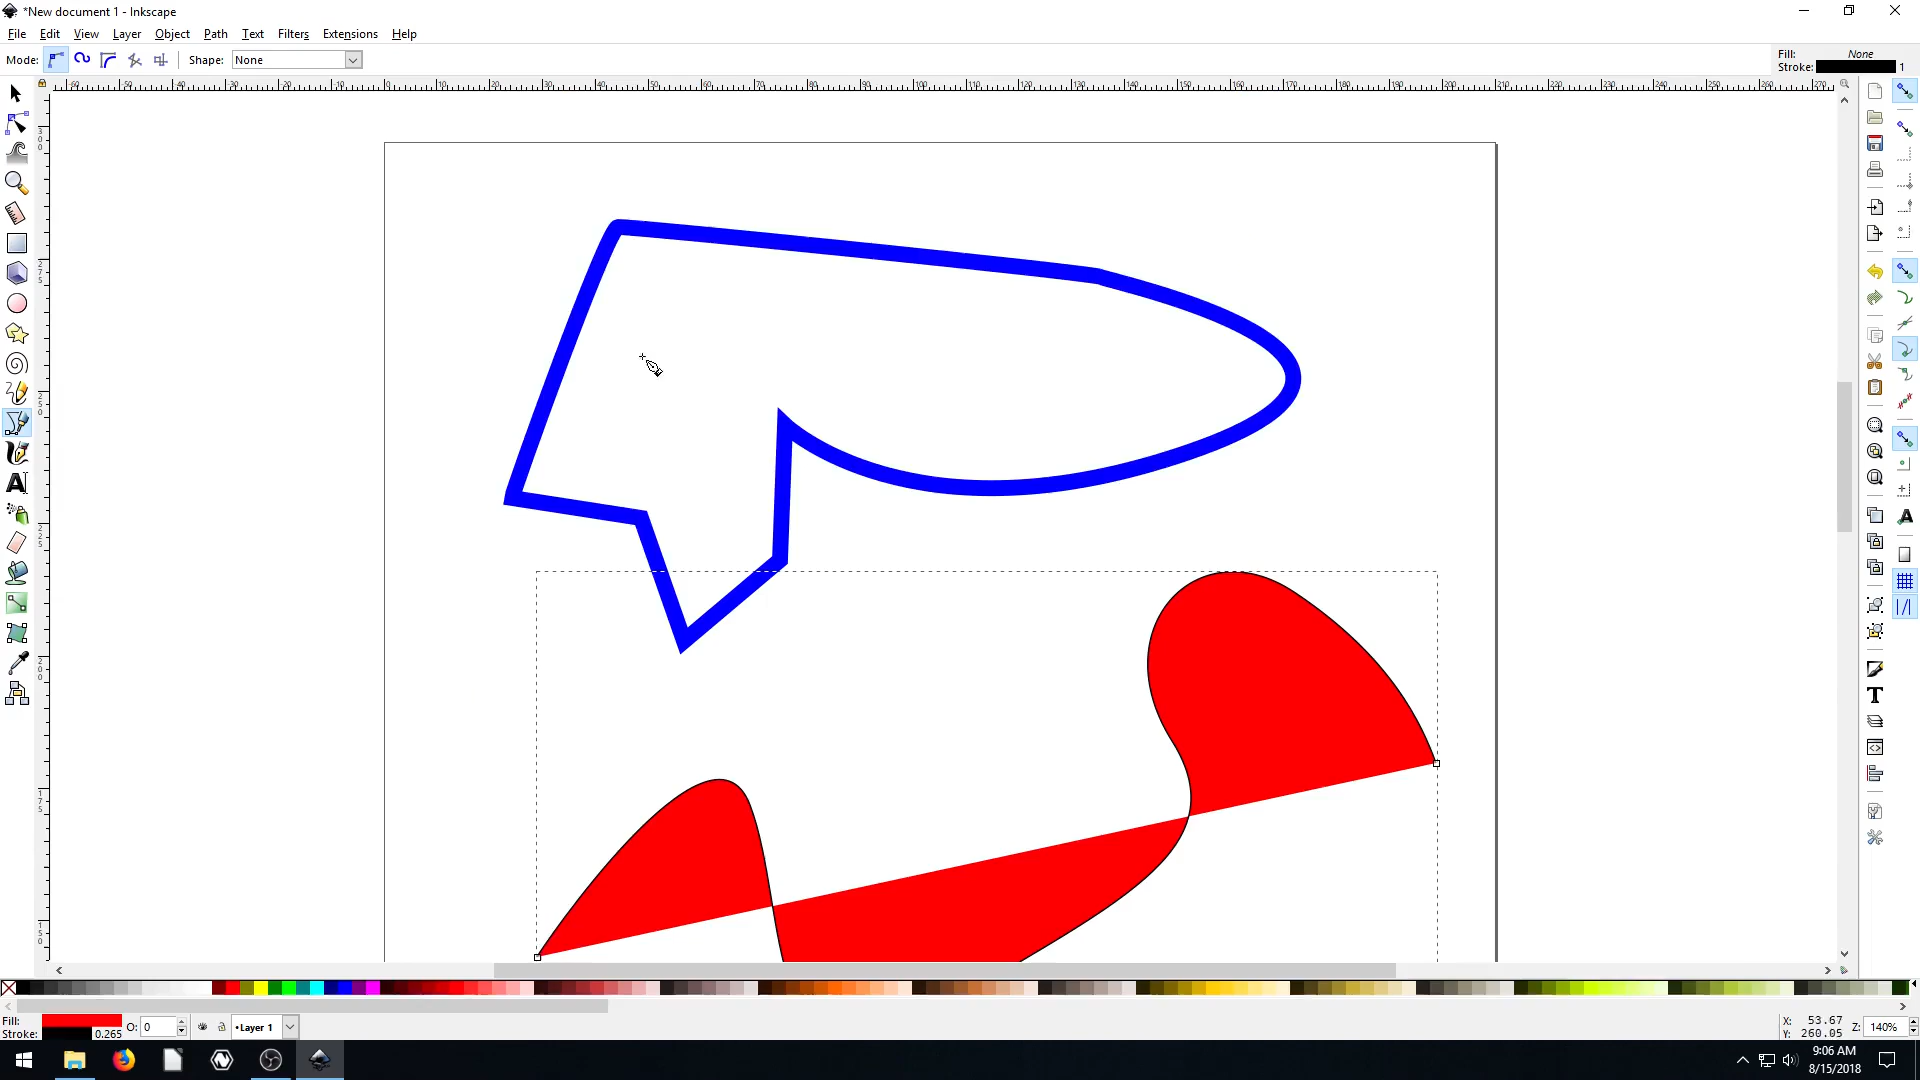 *New document 1 - Inkscape
File Edit View Layer Object Path Text Filters Extensions Help
Mode: Shape: None
Fill: None
Stroke: 1
Fill:
Stroke: 0.265 O: 0 •Layer 1
X: 53.67
Y: 260.05 Z: 140%
9:06 AM
8/15/2018